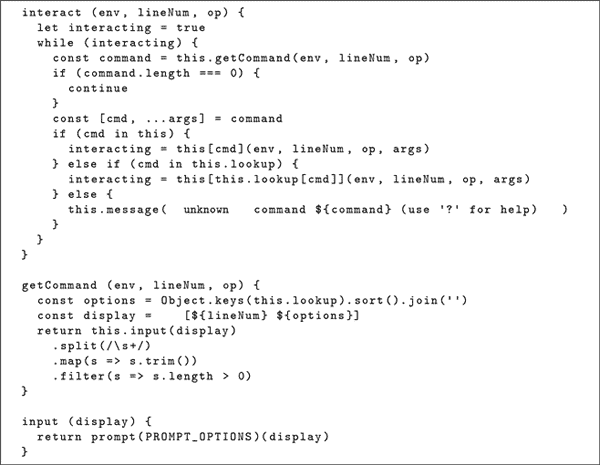 interact (env, lineNum, op) {
  let interacting = true
  while (interacting) {
    const command = this.getCommand(env, lineNum, op)
    if (command.length === 0) {
      continue
    }
    const [cmd, ...args] = command
    if (cmd in this) {
      interacting = this[cmd](env, lineNum, op, args)
    } else if (cmd in this.lookup) {
      interacting = this[this.lookup[cmd]](env, lineNum, op, args)
    } else {
      this.message(  unknown   command ${command} (use '?' for help)   )
    }
  }
}

getCommand (env, lineNum, op) {
  const options = Object.keys(this.lookup).sort().join('')
  const display =    [${lineNum} ${options}]
  return this.input(display)
    .split(/\s+/)
    .map(s => s.trim())
    .filter(s => s.length > 0)
}

input (display) {
  return prompt(PROMPT_OPTIONS)(display)
}